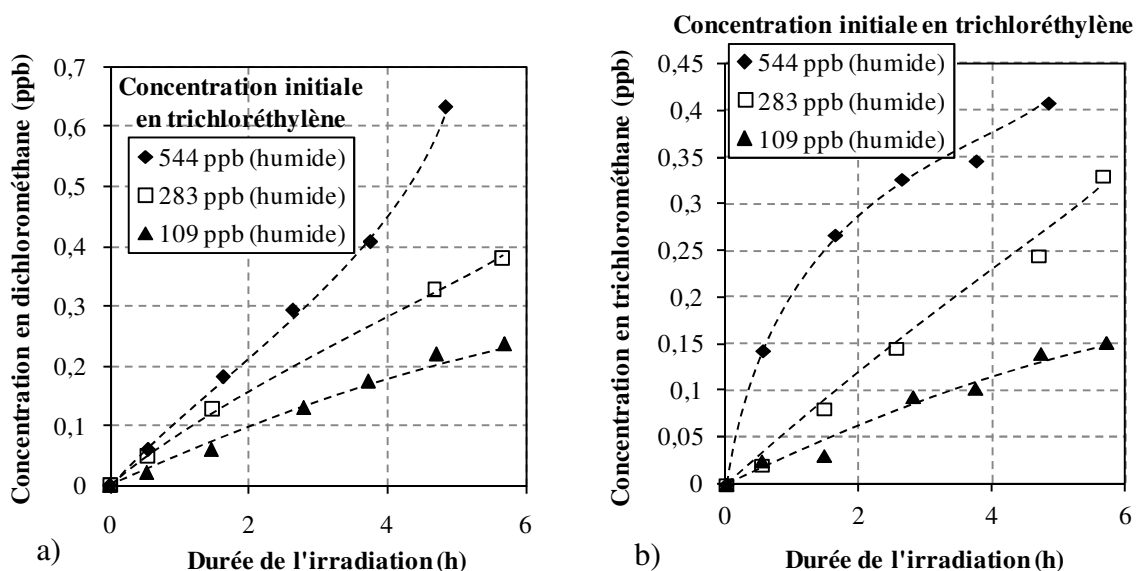 Concentration en dichlorométhane (ppb)
0,7
0,6
0,5
0,4
0,3
0,2
0,1
0
Concentration initiale
en trichloréthylène
544 ppb (humide)
283 ppb (humide)
109 ppb (humide)
0 2 4 6
Durée de l'irradiation (h)
a)
Concentration initiale en trichloréthylène
Concentration en trichlorométhane (ppb)
0,45
0,4
0,35
0,3
0,25
0,2
0,15
0,1
0,05
0
544 ppb (humide)
283 ppb (humide)
109 ppb (humide)
0 2 4 6
Durée de l'irradiation (h)
b)